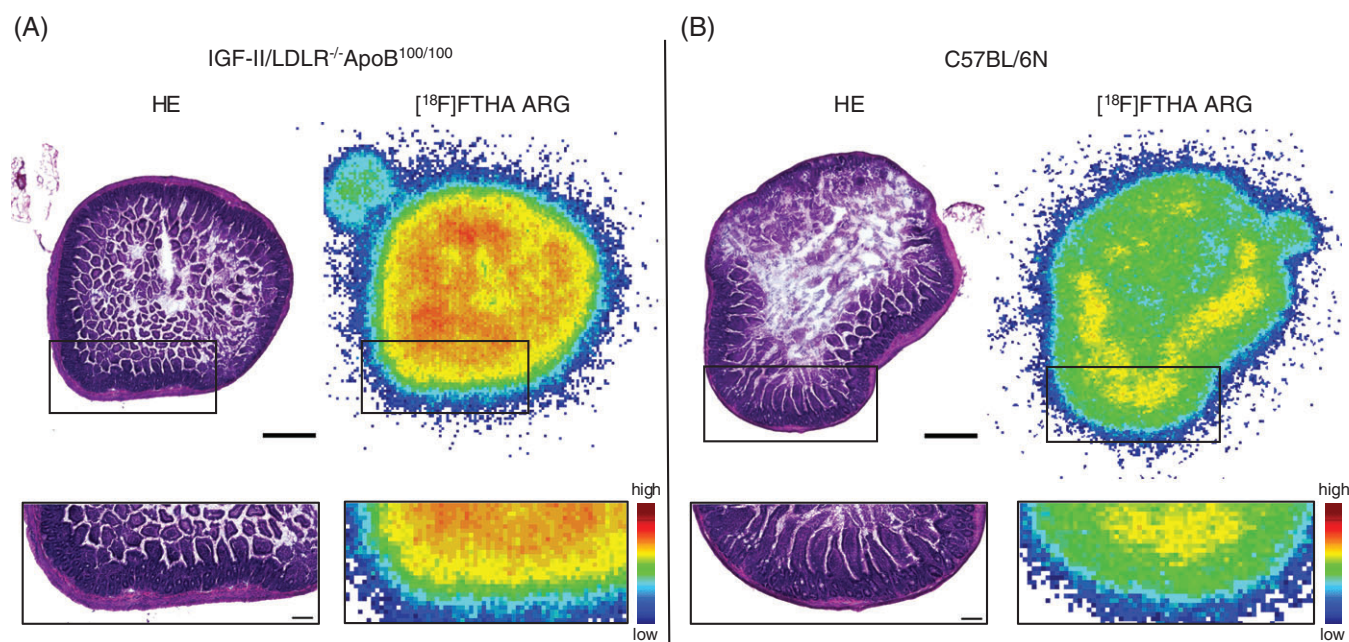 (A)
IGF-II/LDLR⁻/⁻ApoB¹⁰⁰/¹⁰⁰
HE
[¹⁸F]FTHA ARG
high
low
(B)
C57BL/6N
HE
[¹⁸F]FTHA ARG
high
low